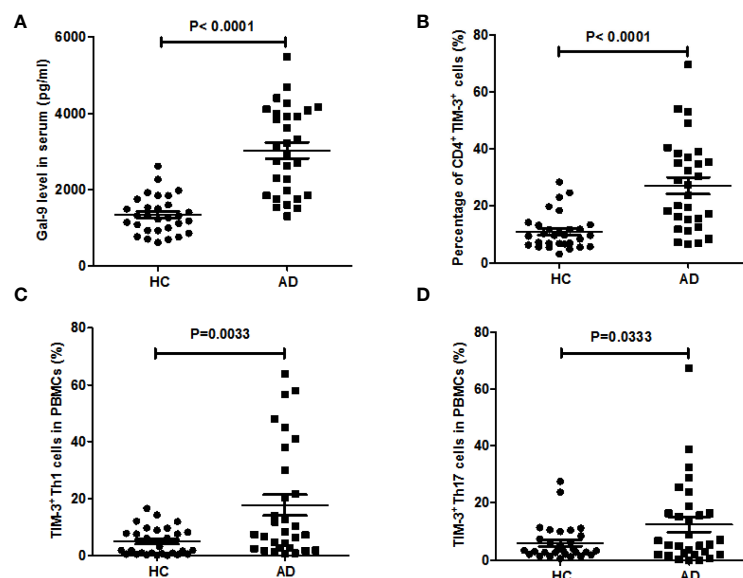 A
P< 0.0001
Gal-9 level in serum (pg/ml)
6000
4000
2000
0
HC
AD
B
P< 0.0001
Percentage of CD4⁺ TIM-3⁺ cells (%)
80
60
40
20
0
HC
AD
C
P=0.0033
TIM-3⁺ Th1 cells in PBMCs (%)
80
60
40
20
0
HC
AD
D
P=0.0333
TIM-3⁺ Th17 cells in PBMCs (%)
80
60
40
20
0
HC
AD